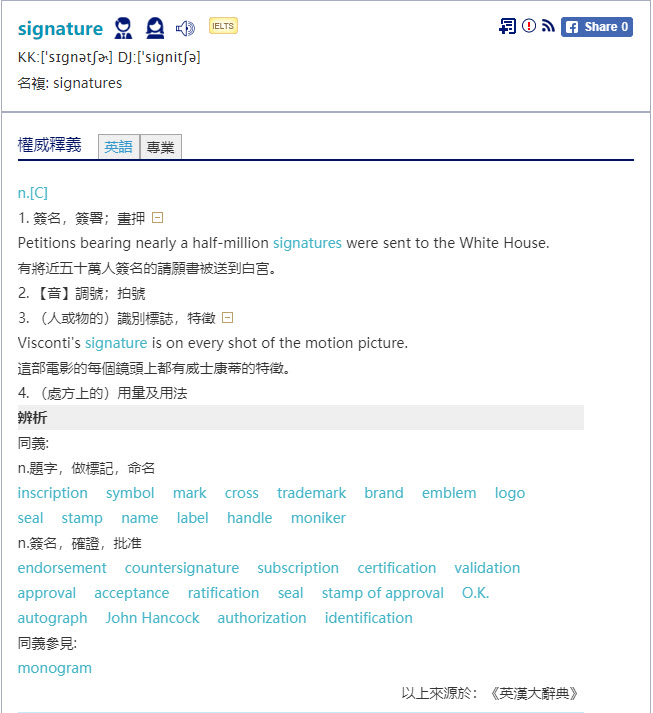 signature IELTS Share 0
KK:[ˈsɪgnətʃɚ] DJ:[ˈsignitʃə]
名複: signatures
權威釋義 英語 專業
n.[C]
1. 簽名，簽署；畫押
Petitions bearing nearly a half-million signatures were sent to the White House.
有將近五十萬人簽名的請願書被送到白宮。
2. 【音】調號；拍號
3. （人或物的）識別標誌，特徵
Visconti's signature is on every shot of the motion picture.
這部電影的每個鏡頭上都有威士康蒂的特徵。
4. （處方上的）用量及用法
辨析
同義:
n.題字，做標記，命名
inscription symbol mark cross trademark brand emblem logo
seal stamp name label handle moniker
n.簽名，確證，批准
endorsement countersignature subscription certification validation
approval acceptance ratification seal stamp of approval O.K.
autograph John Hancock authorization identification
同義參見:
monogram
以上來源於：《英漢大辭典》